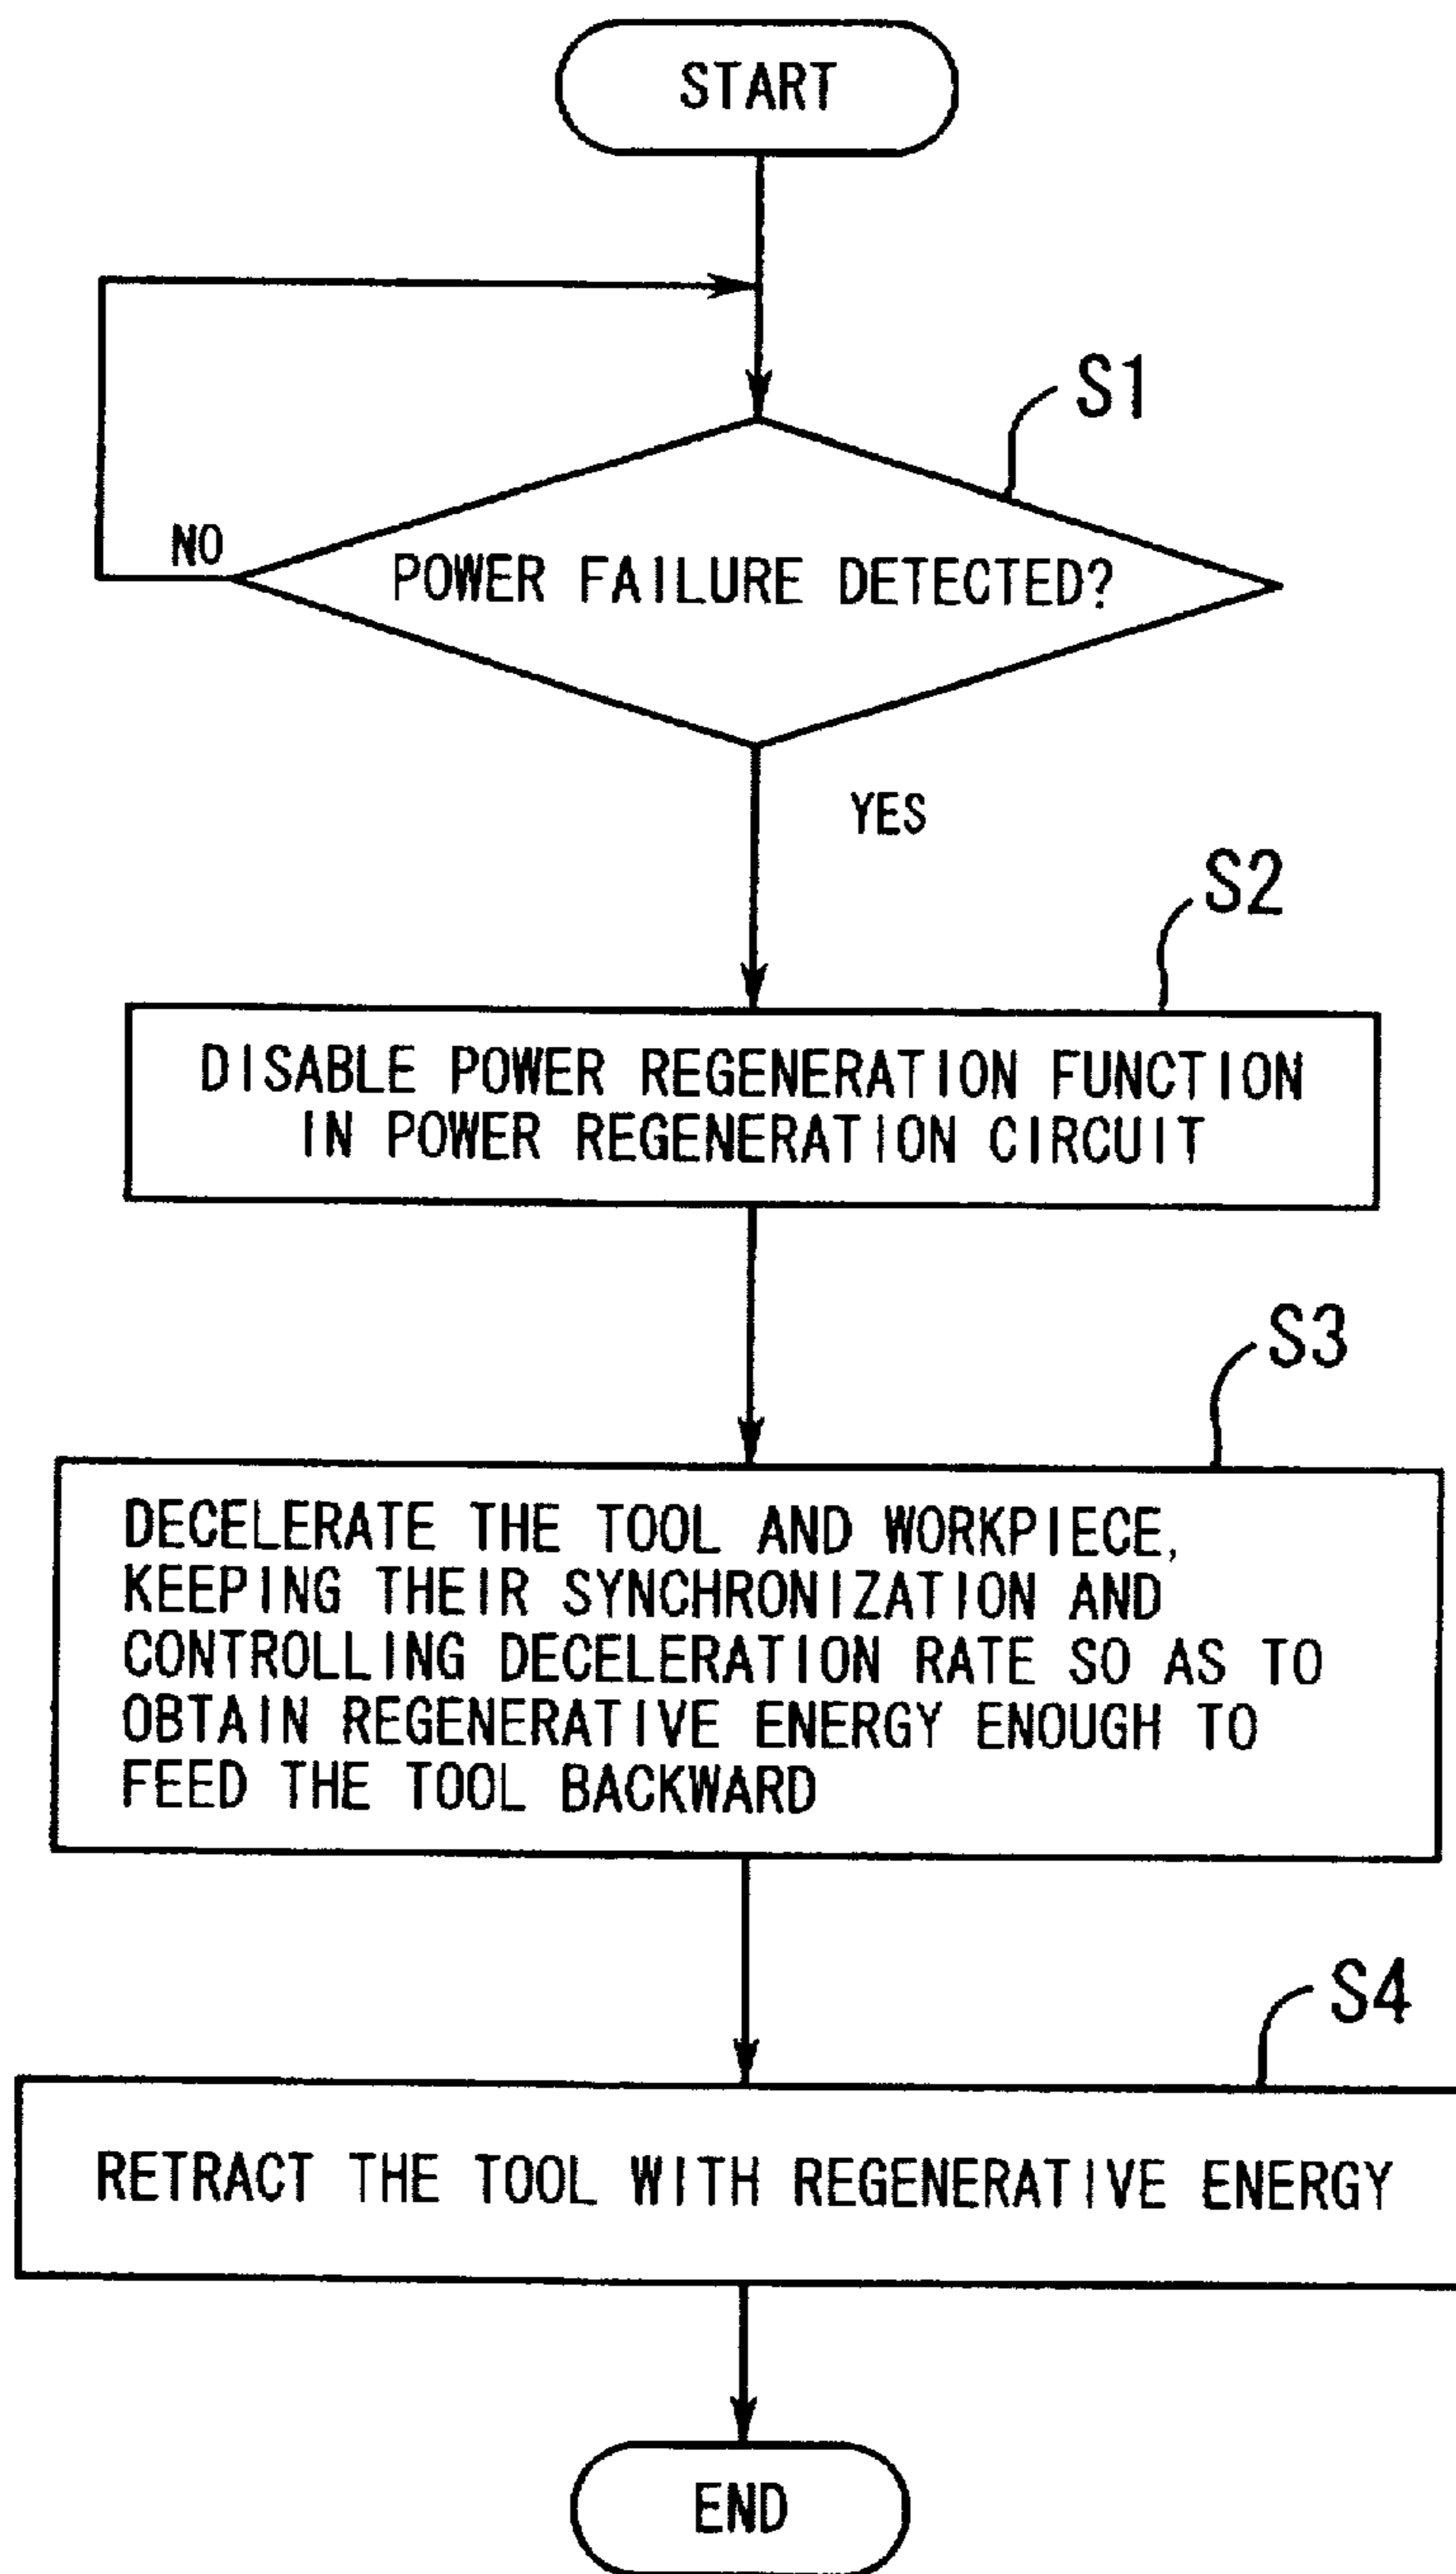 START
S1
NO
POWER FAILURE DETECTED?
YES
S2
DISABLE POWER REGENERATION FUNCTION
IN POWER REGENERATION CIRCUIT
S3
DECELERATE THE TOOL AND WORKPIECE,
KEEPING THEIR SYNCHRONIZATION AND
CONTROLLING DECELERATION RATE SO AS TO
OBTAIN REGENERATIVE ENERGY ENOUGH TO
FEED THE TOOL BACKWARD
S4
RETRACT THE TOOL WITH REGENERATIVE ENERGY
END